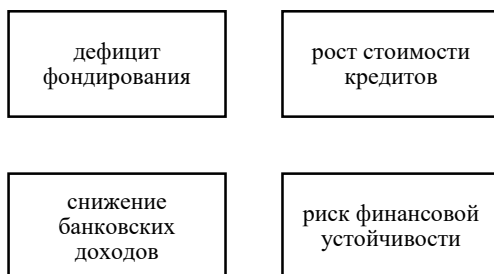 дефицит
фондирования
рост стоимости
кредитов
снижение
банковских
доходов
риск финансовой
устойчивости